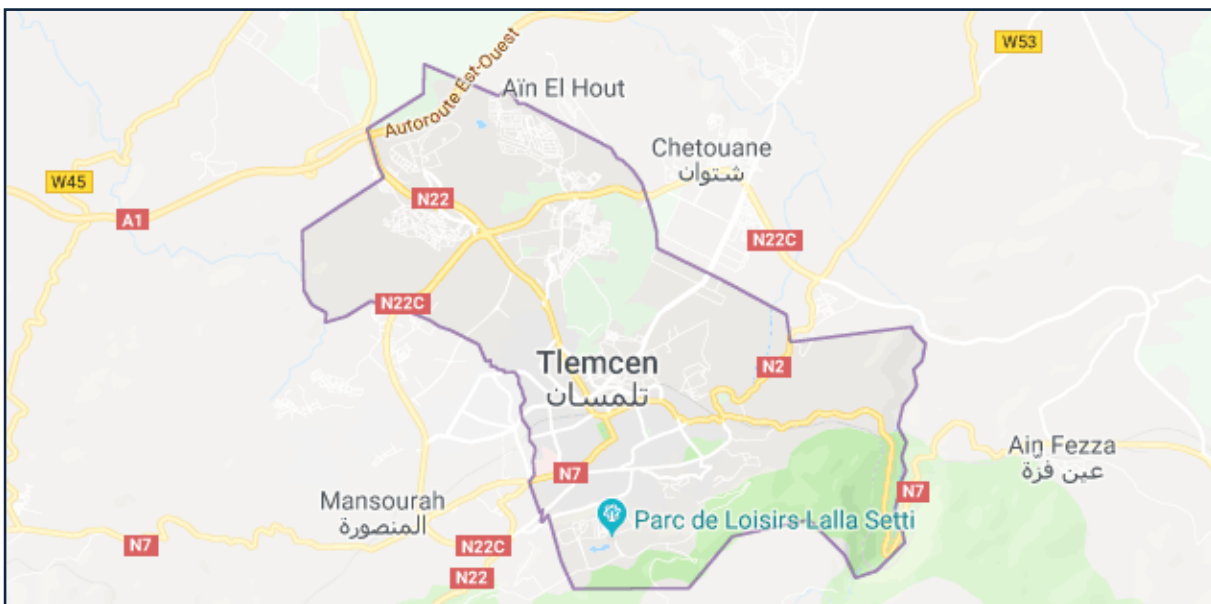 W53
Aïn El Hout
Autoroute Est-Ouest
Chetouane
شتوان
W45
N22
A1
N22C
N22C
Tlemcen
تلمسان
N2
Ain Fezza
عين فزة
N7
N7
Mansourah
المنصورة
Parc de Loisirs-Lalla Setti
N7
N22C
N22